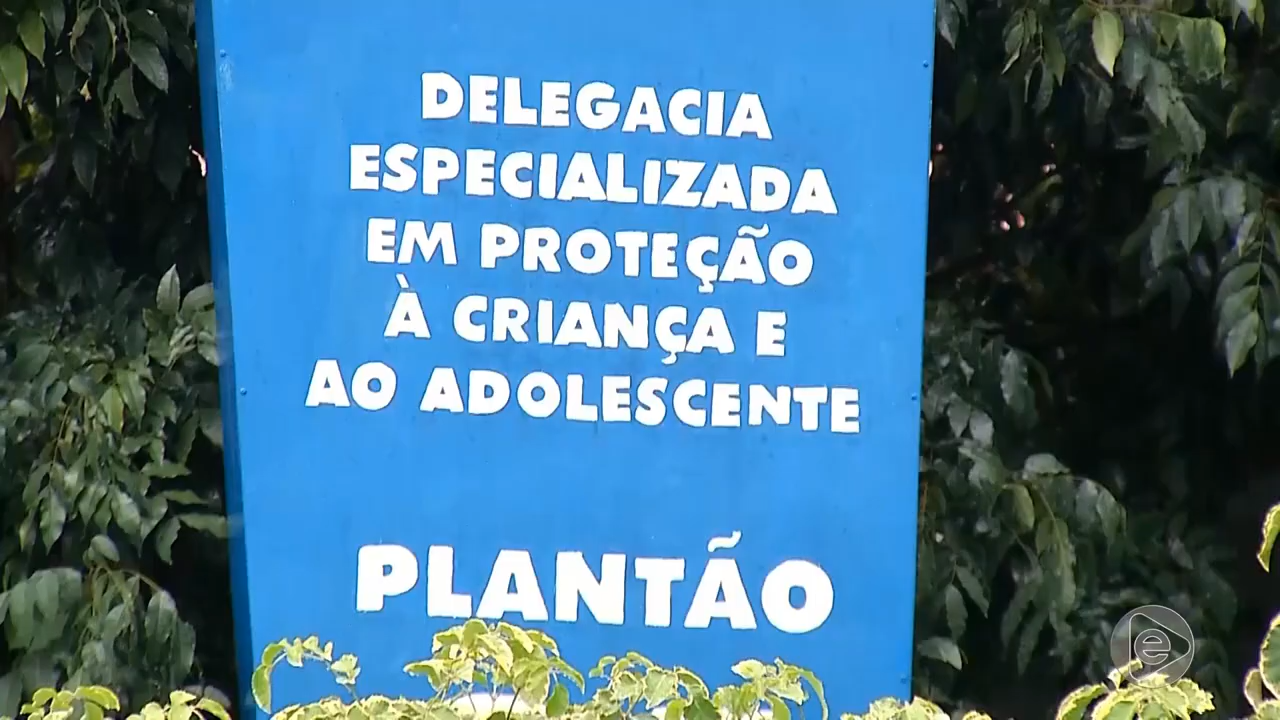 DELEGACIA
ESPECIALIZADA
EM PROTEÇÃO
À CRIANÇA E
AO ADOLESCENTE
PLANTÃO
e